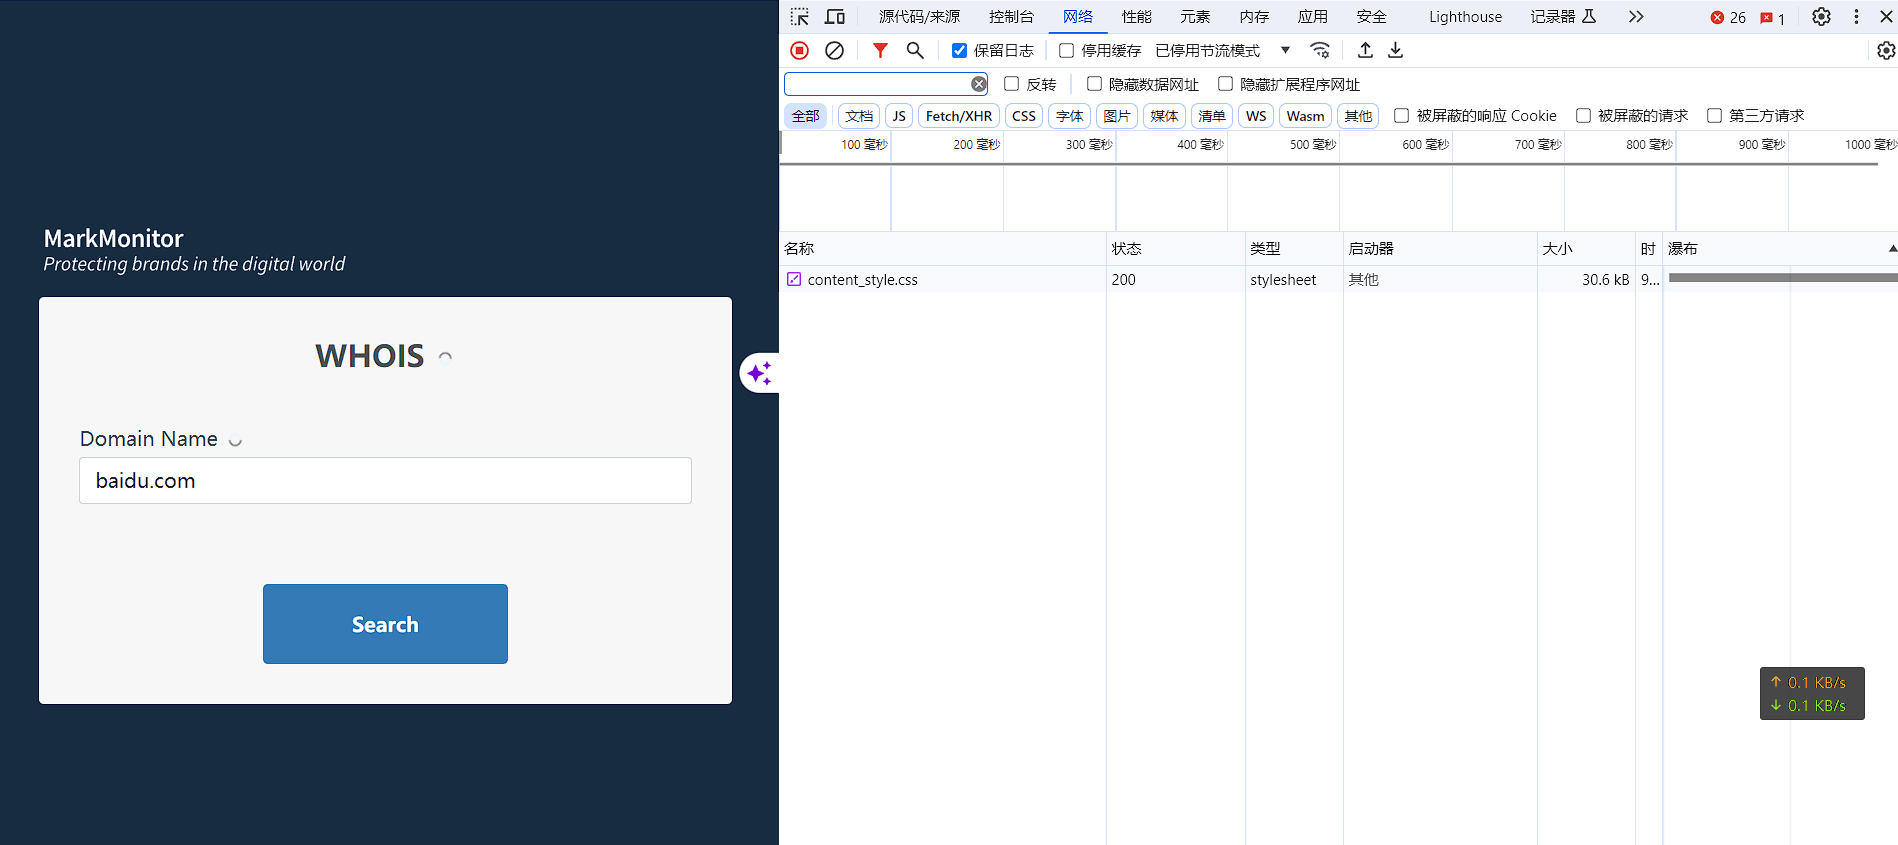 MarkMonitor
Protecting brands in the digital world
WHOIS
Domain Name
baidu.com
Search
源代码/来源 控制台 网络 性能 元素 内存 应用 安全 Lighthouse 记录器 26 1
保留日志 停用缓存 已停用节流模式
反转 隐藏数据网址 隐藏扩展程序网址
全部 文档 JS Fetch/XHR CSS 字体 图片 媒体 清单 WS Wasm 其他 被屏蔽的响应 Cookie 被屏蔽的请求 第三方请求
100 毫秒 200 毫秒 300 毫秒 400 毫秒 500 毫秒 600 毫秒 700 毫秒 800 毫秒 900 毫秒 1000 毫秒
名称 状态 类型 启动器 大小 时 瀑布
content_style.css 200 stylesheet 其他 30.6 kB 9...
↑ 0.1 KB/s
↓ 0.1 KB/s